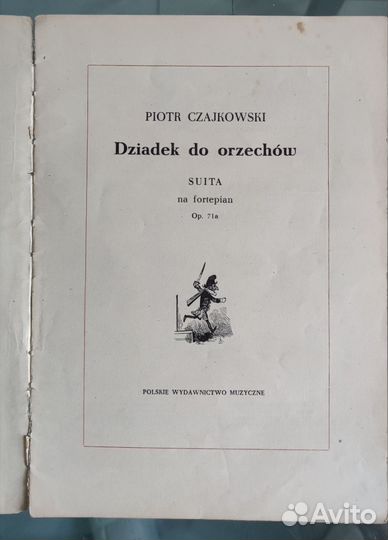 PIOTR CZAJKOWSKI
Dziadek do orzechów
SUITA
na fortepian
Op. 71a
POLSKIE WYDAWNICTWO MUZYCZNE
Avito